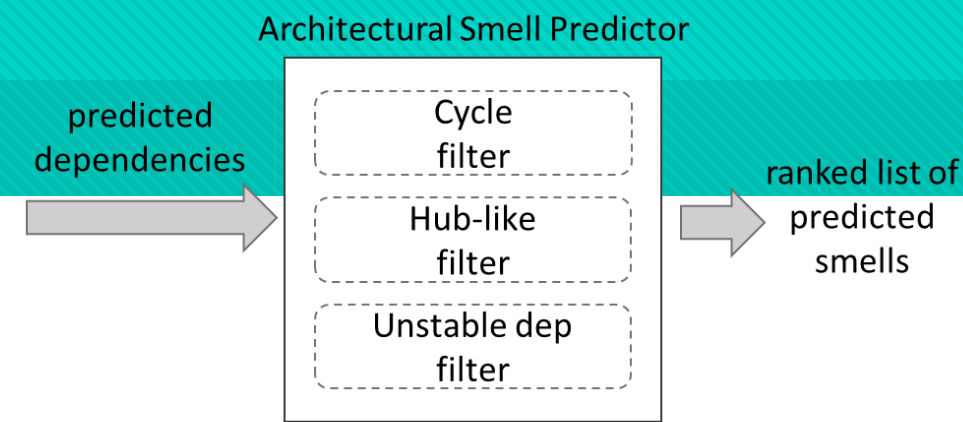 Architectural Smell Predictor
predicted
dependencies
Cycle
filter
Hub-like
filter
Unstable dep
filter
ranked list of
predicted
smells